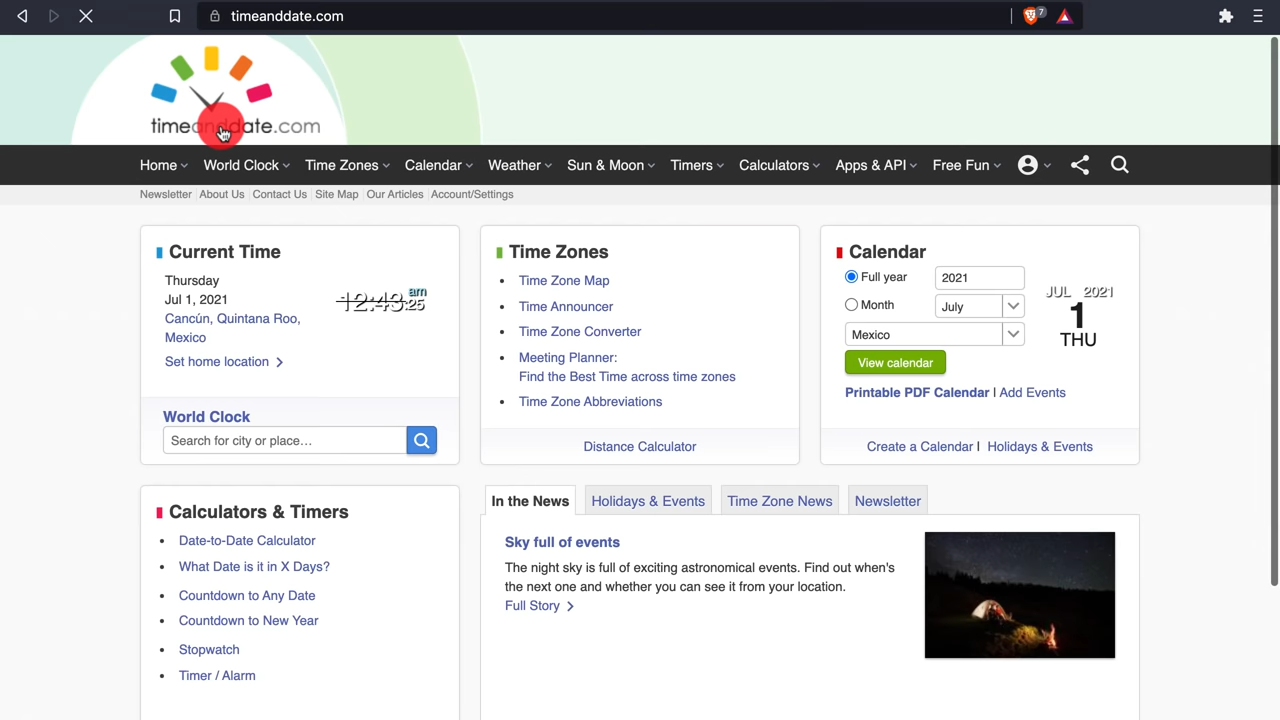 timeanddate.com
7
timeanddate.com
Home World Clock Time Zones Calendar Weather Sun & Moon Timers Calculators Apps & API Free Fun
Newsletter About Us Contact Us Site Map Our Articles Account/Settings
Current Time
Thursday
Jul 1, 2021
Cancún, Quintana Roo,
Mexico
12:43 am
25
Set home location
World Clock
Search for city or place...
Time Zones
Time Zone Map
Time Announcer
Time Zone Converter
Meeting Planner:
Find the Best Time across time zones
Time Zone Abbreviations
Distance Calculator
Calendar
Full year 2021
Month July
Mexico
View calendar
JUL 2021
1
THU
Printable PDF Calendar | Add Events
Create a Calendar | Holidays & Events
Calculators & Timers
Date-to-Date Calculator
What Date is it in X Days?
Countdown to Any Date
Countdown to New Year
Stopwatch
Timer / Alarm
In the News Holidays & Events Time Zone News Newsletter
Sky full of events
The night sky is full of exciting astronomical events. Find out when's
the next one and whether you can see it from your location.
Full Story